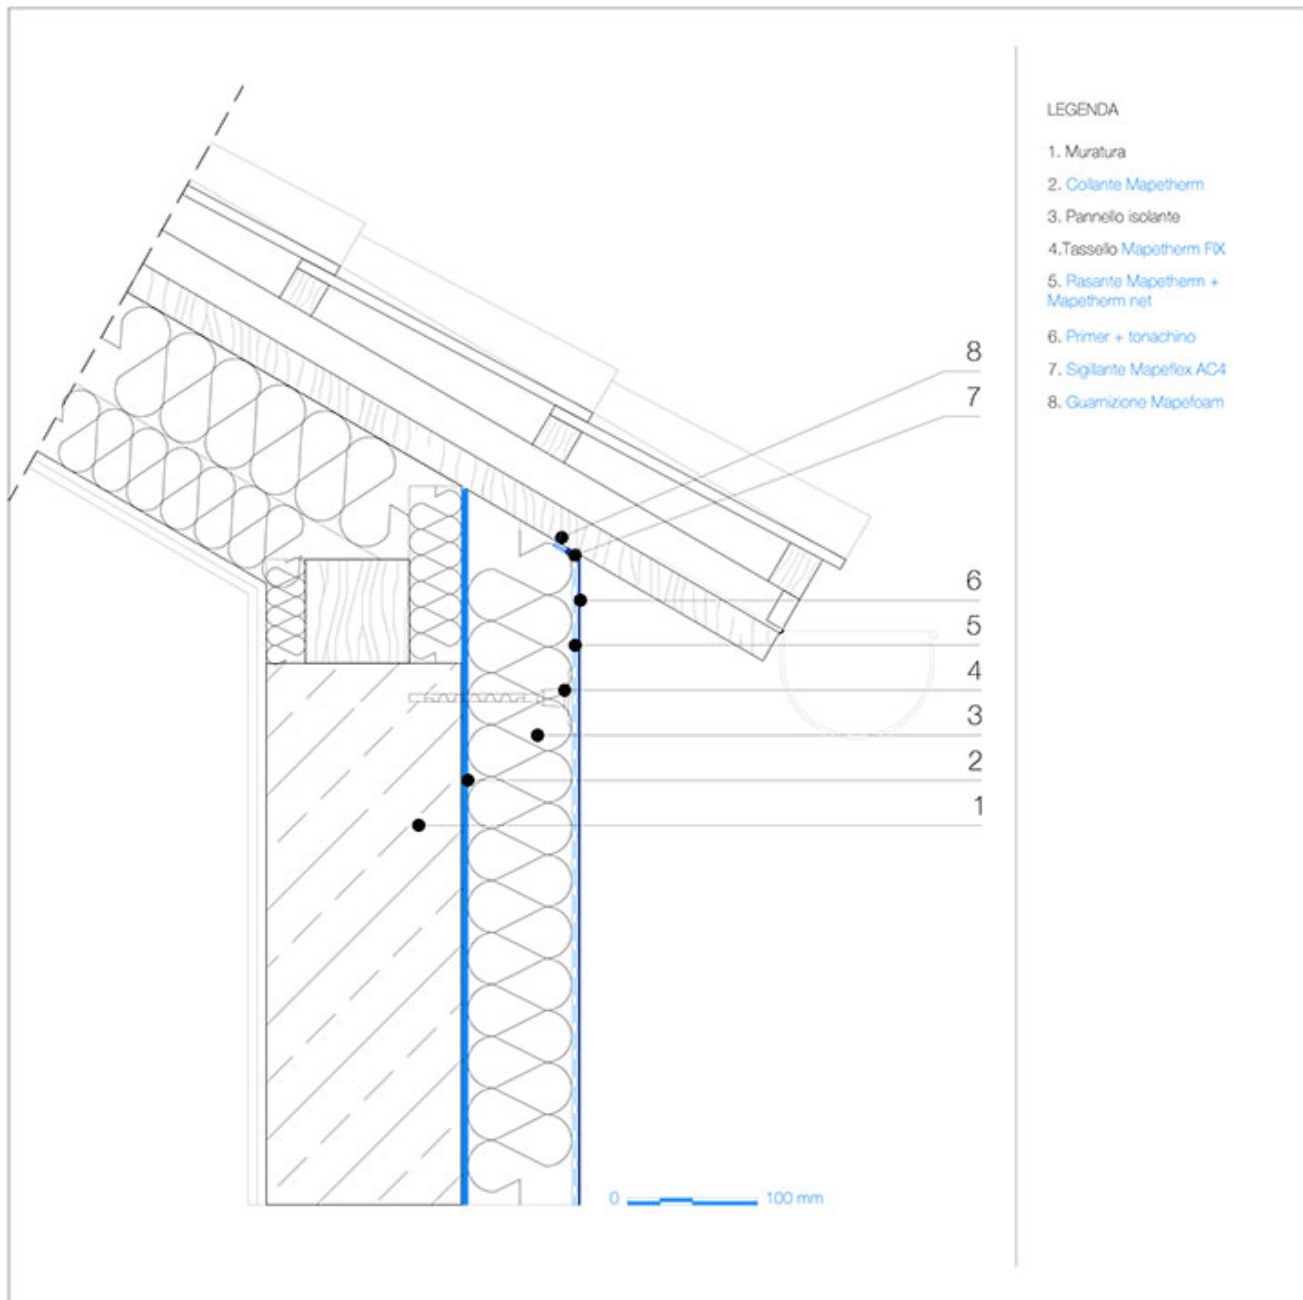 LEGENDA
1. Muratura
2. Collante Mapetherm
3. Pannello isolante
4.Tassello Mapetherm FIX
5. Rasante Mapetherm +
Mapetherm net
6. Primer + tonachino
7. Sigillante Mapeflex AC4
8. Guarnizione Mapefoam
8
7
6
5
4
3
2
1
0 100 mm